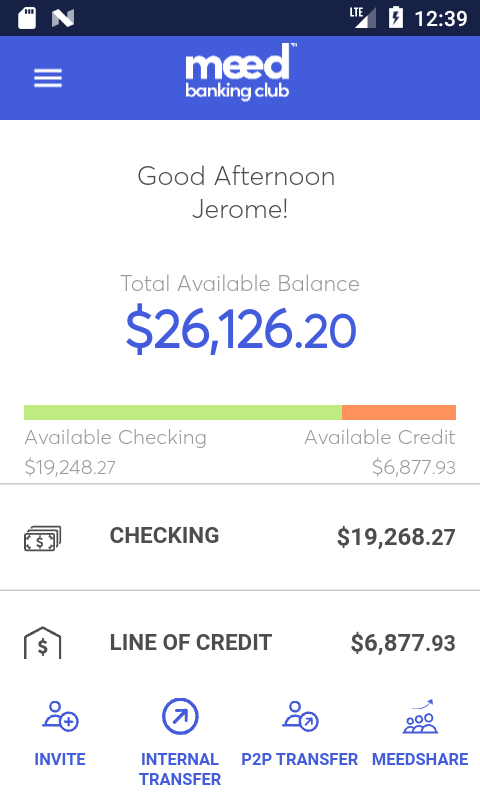 LTE 12:39
meed™
banking club
Good Afternoon
Jerome!
Total Available Balance
$26,126.20
Available Checking Available Credit
$19,248.27 $6,877.93
CHECKING $19,268.27
LINE OF CREDIT $6,877.93
INVITE INTERNAL P2P TRANSFER MEEDSHARE
TRANSFER